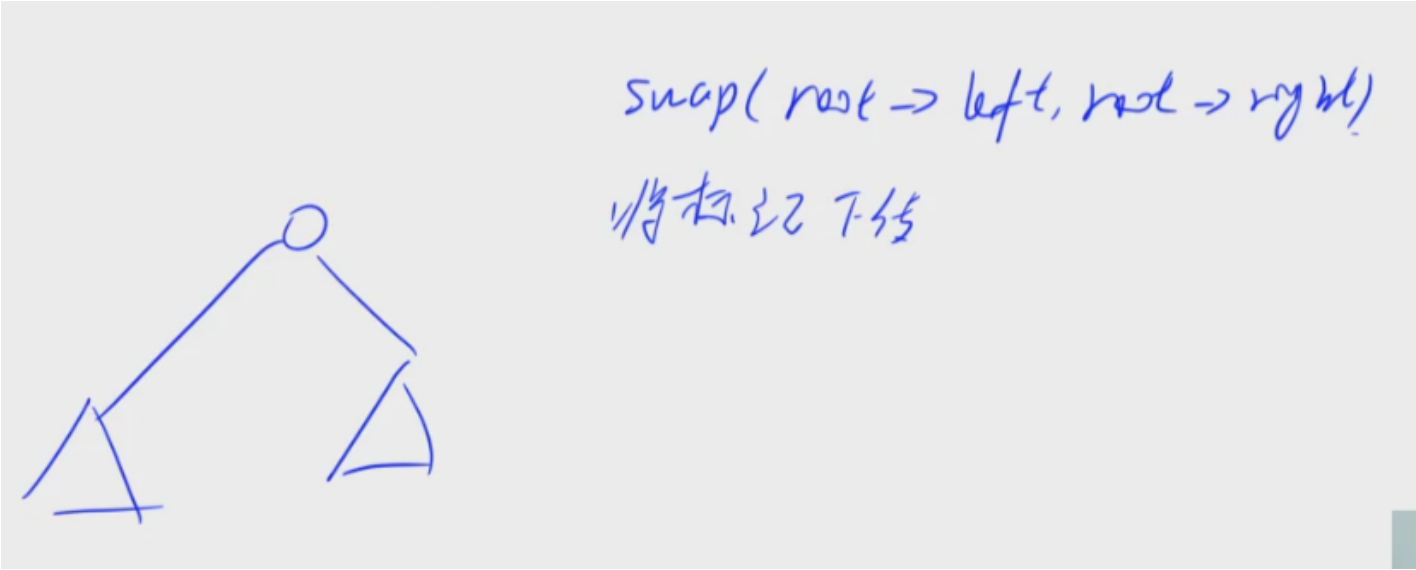 swap(root -> left, root -> right)
将标记下传